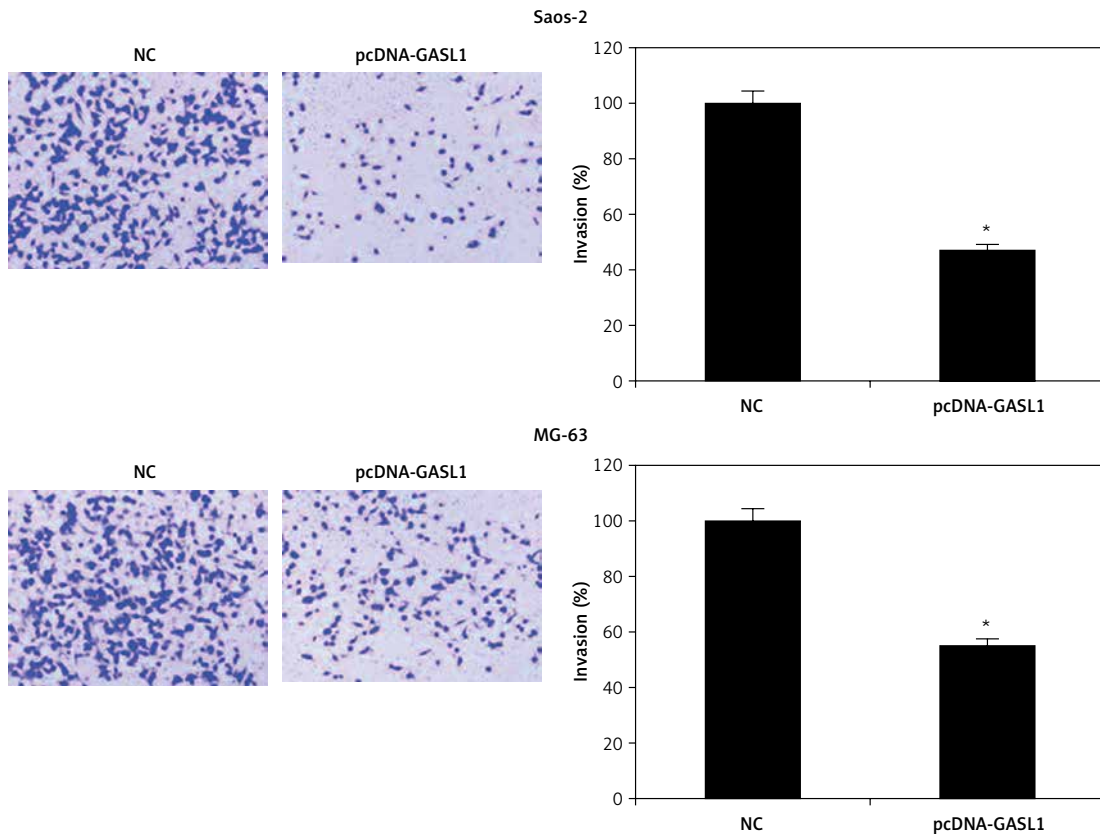 Saos-2
NC
pcDNA-GASL1
120
100
80
60
40
20
0
Invasion (%)
*
NC
pcDNA-GASL1
MG-63
NC
pcDNA-GASL1
120
100
80
60
40
20
0
Invasion (%)
*
NC
pcDNA-GASL1